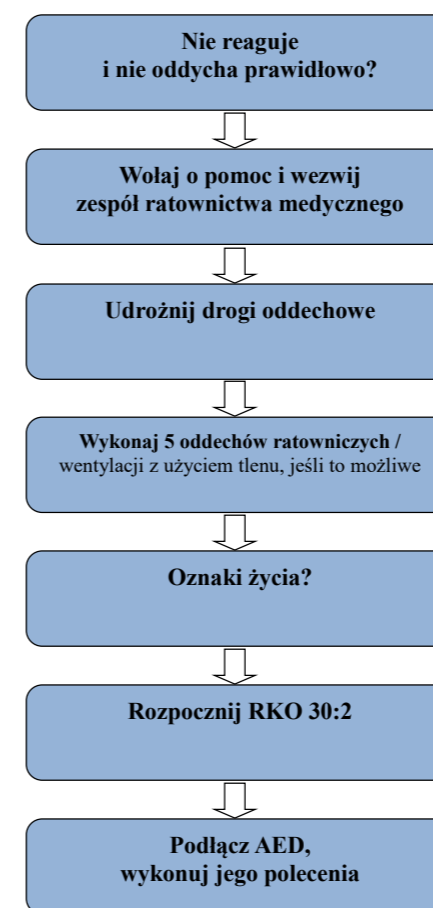 Nie reaguje
i nie oddycha prawidłowo?
Wołaj o pomoc i wezwij
zespół ratownictwa medycznego
Udrożnij drogi oddechowe
Wykonaj 5 oddechów ratowniczych /
wentylacji z użyciem tlenu, jeśli to możliwe
Oznaki życia?
Rozpocznij RKO 30:2
Podłącz AED,
wykonuj jego polecenia